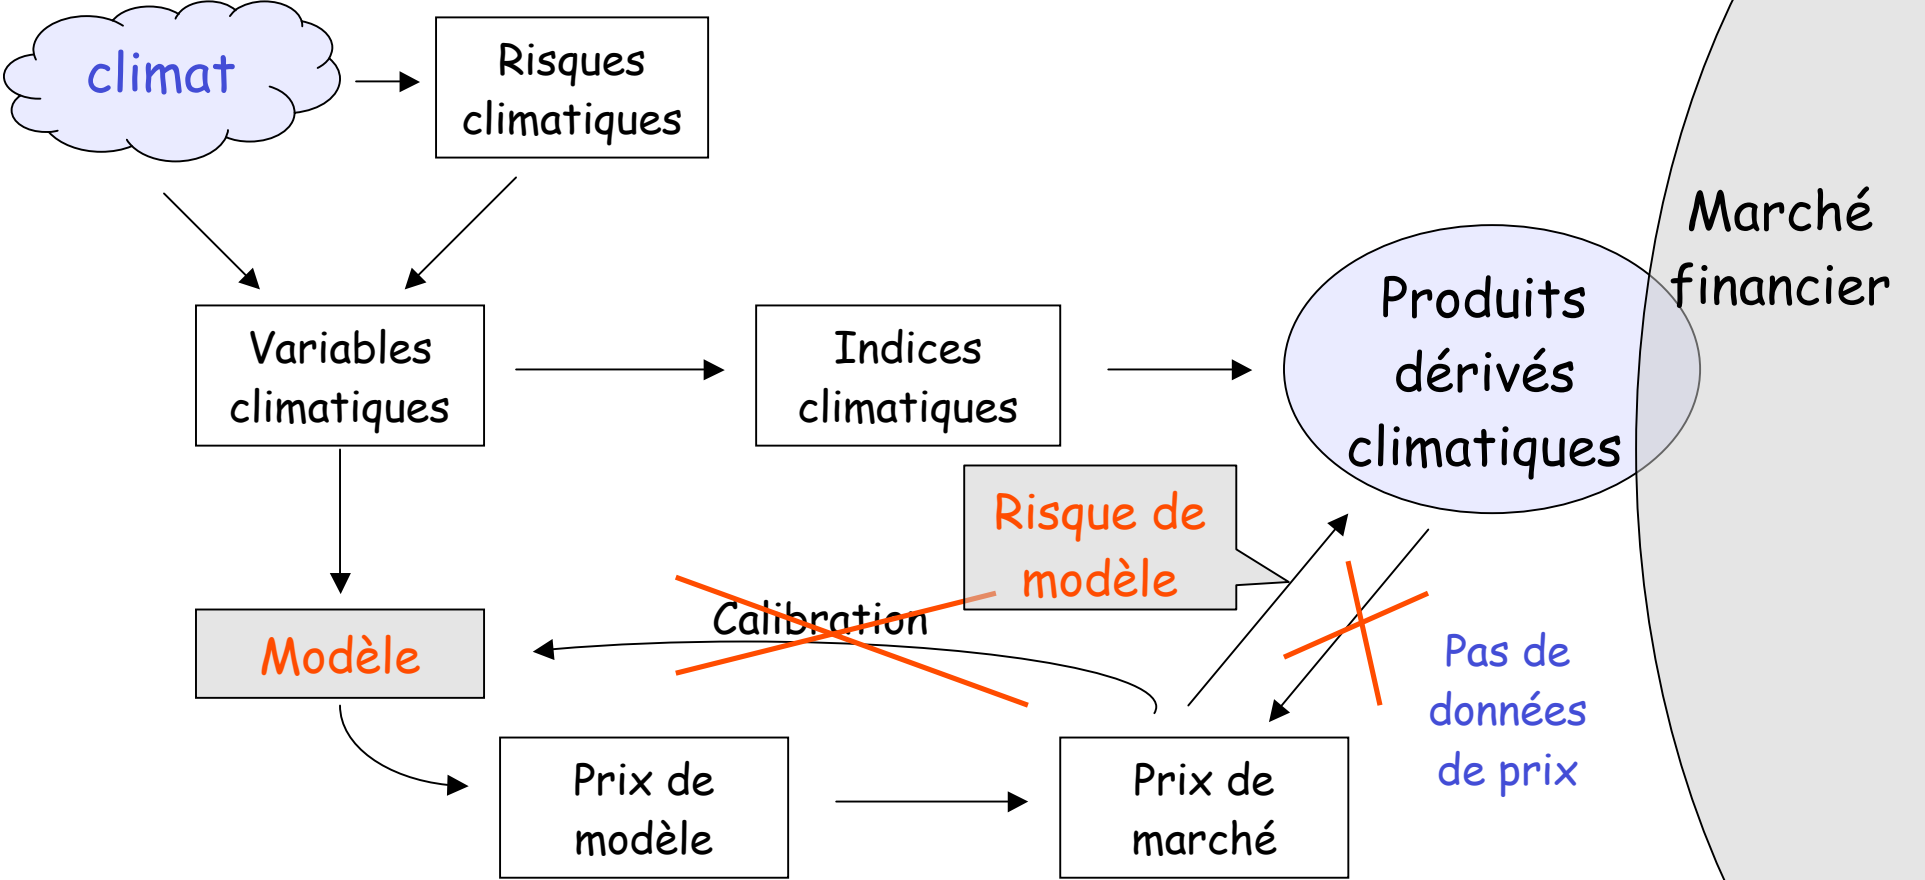 climat
Risques
climatiques
Marché
financier
Variables
climatiques
Indices
climatiques
Produits
dérivés
climatiques
Risque de
modèle
Calibration
Modèle
Pas de
données
de prix
Prix de
modèle
Prix de
marché